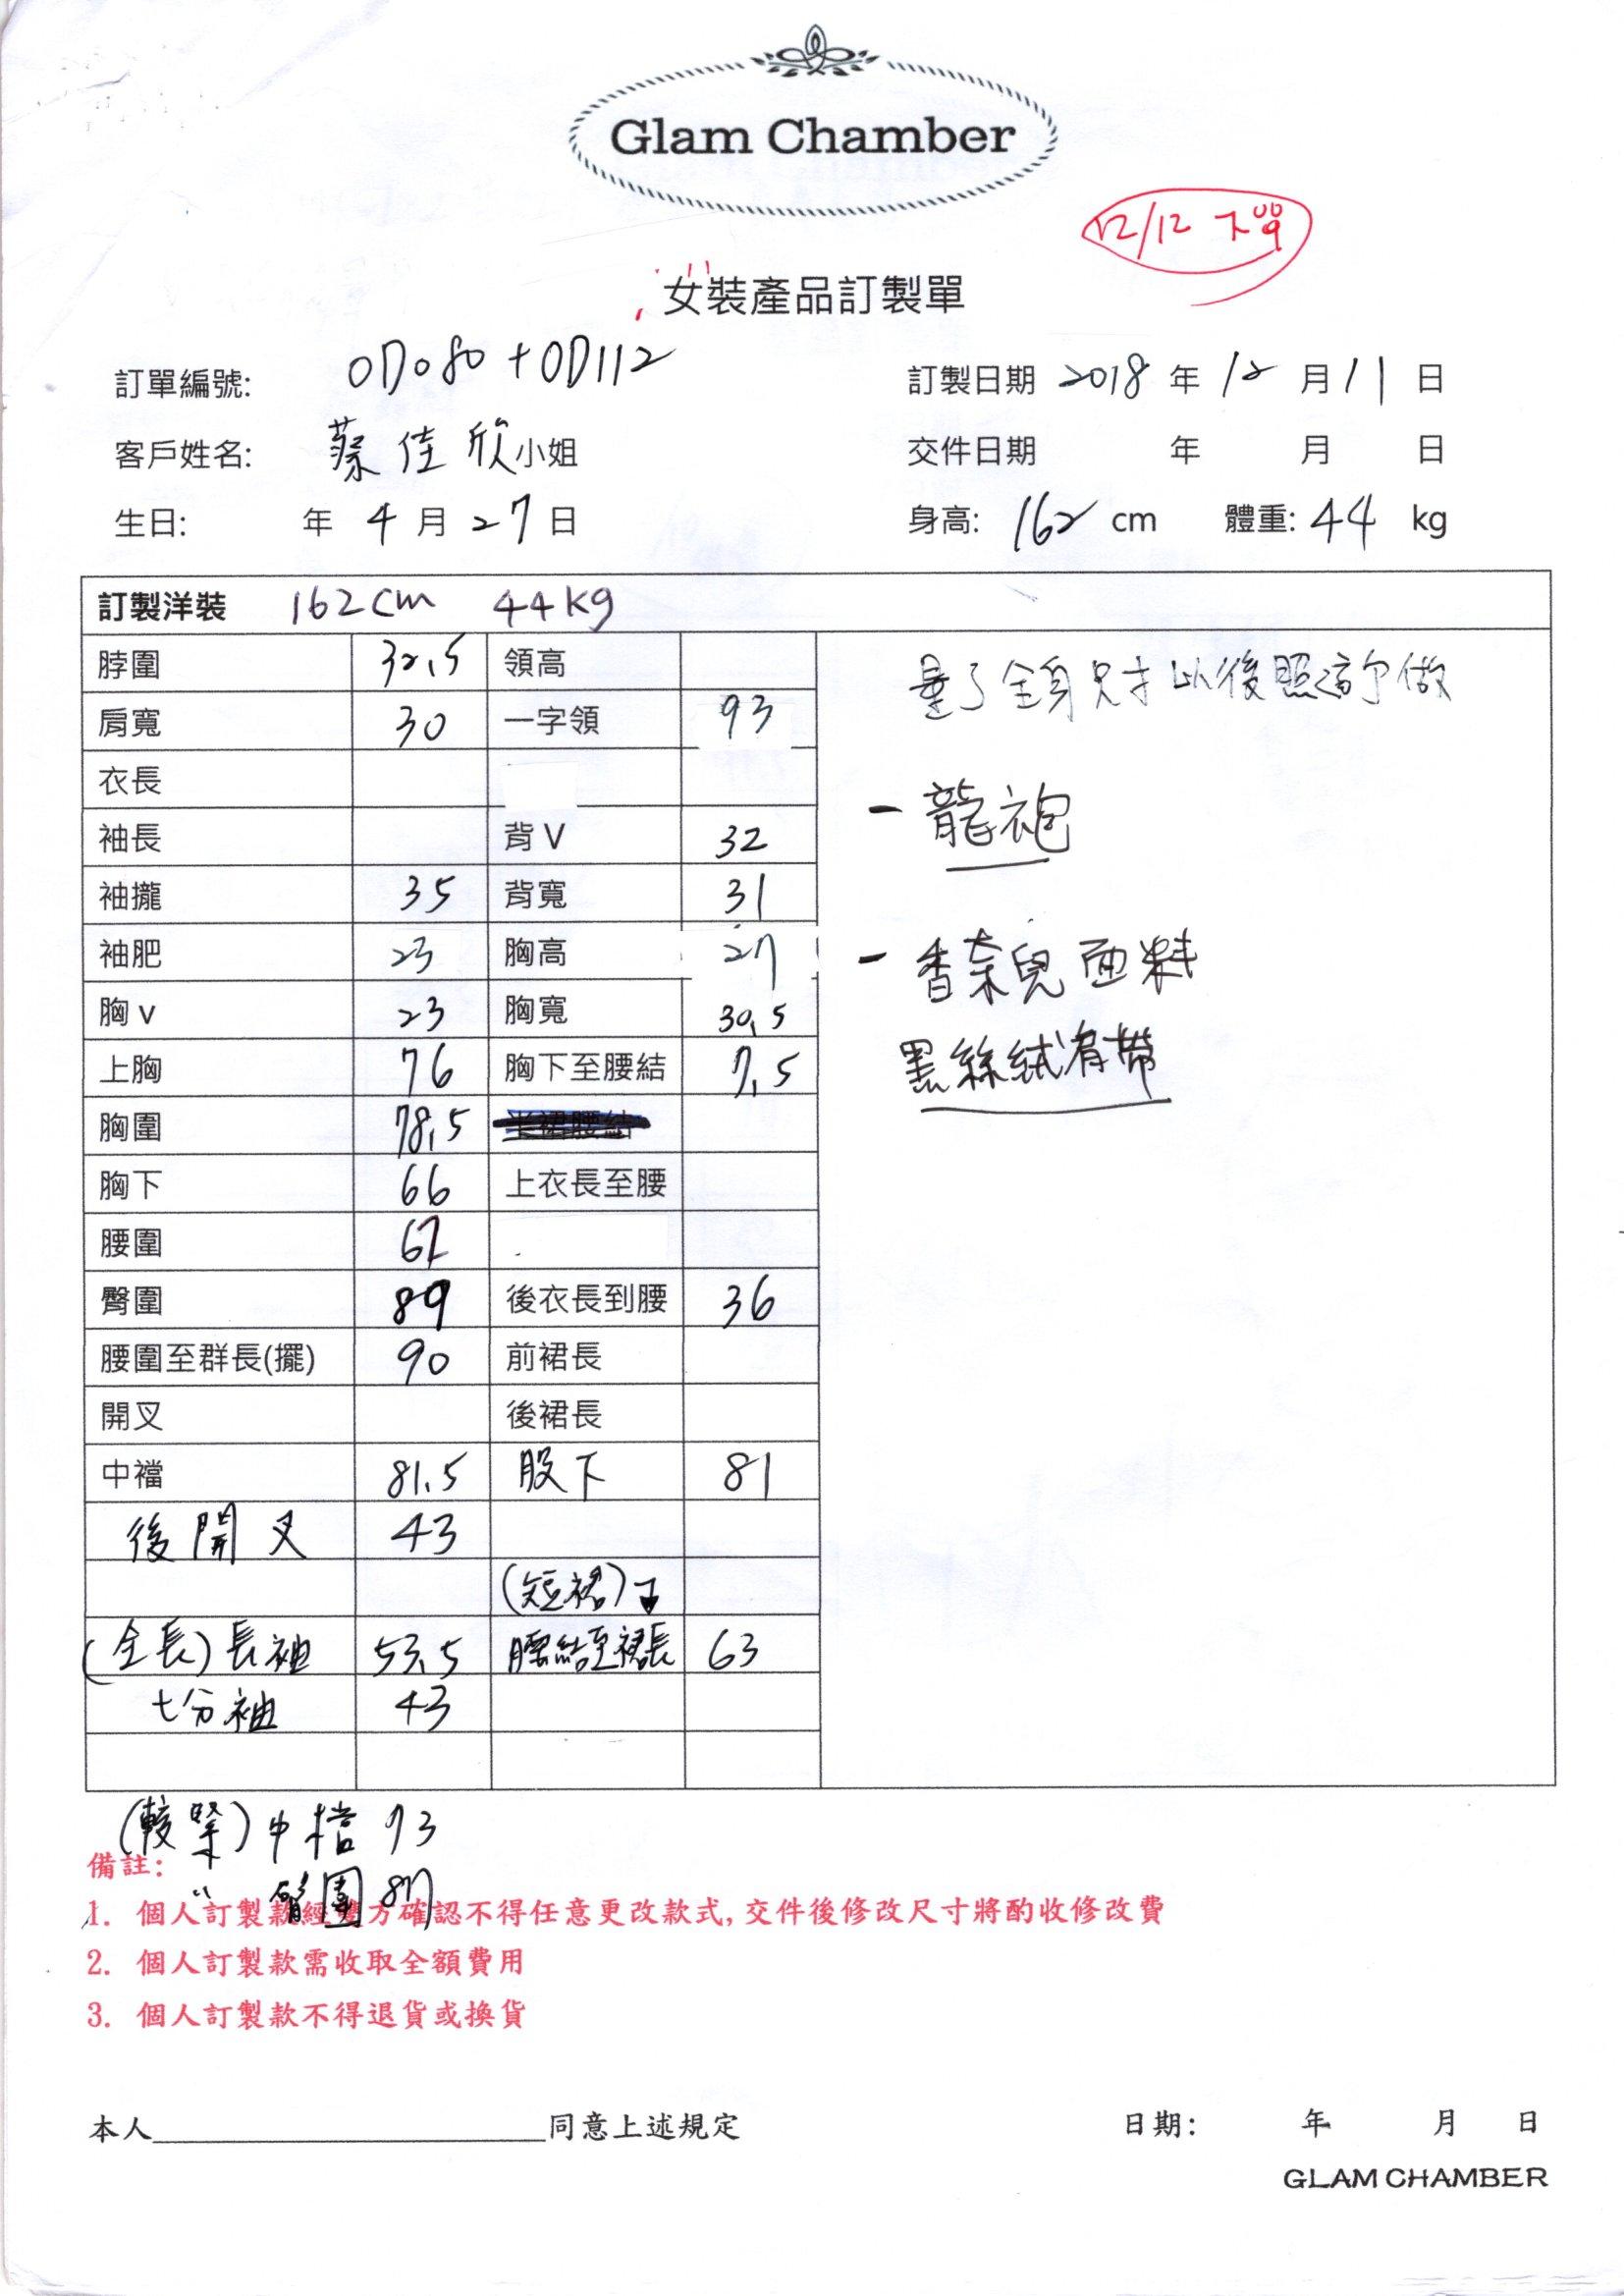 Glam Chamber
12/12 下單
女裝產品訂製單
訂單編號: OD080+OD112 訂製日期 2018 年 12 月 11 日
客戶姓名: 蔡佳欣小姐 交件日期 年 月 日
生日: 年 4 月 27 日 身高: 162 cm 體重: 44 kg
訂製洋裝 162cm 44kg
脖圍 32.5 領高
量了全身尺寸以後照這個做
肩寬 30 一字領 93
衣長
- 龍袍
袖長 背V 32
袖攏 35 背寬 31
袖肥 23 胸高 27
- 香奈兒面料
胸v 23 胸寬 30.5
黑絲絨肩帶
上胸 76 胸下至腰結 7.5
胸圍 78.5 半裙腰結
胸下 66 上衣長至腰
腰圍
臀圍 89 後衣長到腰 36
腰圍至群長(擺) 90 前裙長
開叉 後裙長
中襠 81.5 股下 81
後開叉 43
(短裙)↓
(全長)長袖 53.5 腰結至裙長 63
七分袖 43
(較緊)中檔 73
備註:
〃 臀圍 87
1. 個人訂製款經雙方確認不得任意更改款式, 交件後修改尺寸將酌收修改費
2. 個人訂製款需收取全額費用
3. 個人訂製款不得退貨或換貨
本人 同意上述規定 日期: 年 月 日
GLAM CHAMBER